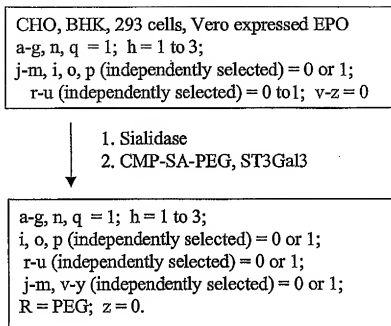 CHO, BHK, 293 cells, Vero expressed EPO
a-g, n, q = 1; h = 1 to 3;
j-m, i, o, p (independently selected) = 0 or 1;
r-u (independently selected) = 0 to1; v-z = 0
1. Sialidase
2. CMP-SA-PEG, ST3Gal3
a-g, n, q = 1; h = 1 to 3;
i, o, p (independently selected) = 0 or 1;
r-u (independently selected) = 0 or 1;
j-m, v-y (independently selected) = 0 or 1;
R = PEG; z = 0.